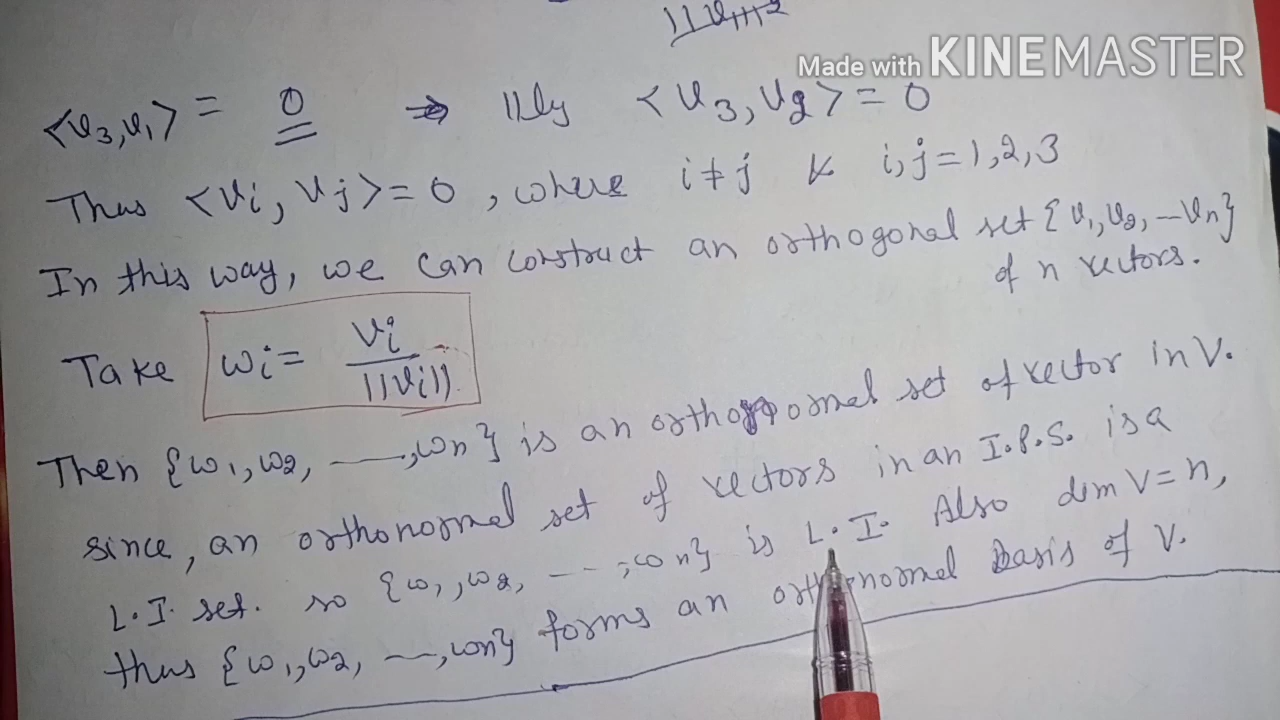 ||v₁||²
Made with KINEMASTER
<v₃,v₁> = 0 → llly <v₃,v₂> = 0
Thus <vi, vj> = 0, where i≠j & i,j = 1,2,3
In this way, we can construct an orthogonal set {v₁,v₂, --vn}
of n vectors.
Take wi = vi/||vi||
Then {w₁,w₂, ——,wn} is an orthonormal set of vector in V.
since, an orthonormal set of vectors in an I.P.S. is a
L.I set. so {w₁,w₂, ---,wn} is L.I. Also dim V = n,
thus {w₁,w₂, ——,wn} forms an orthonormal Basis of V.